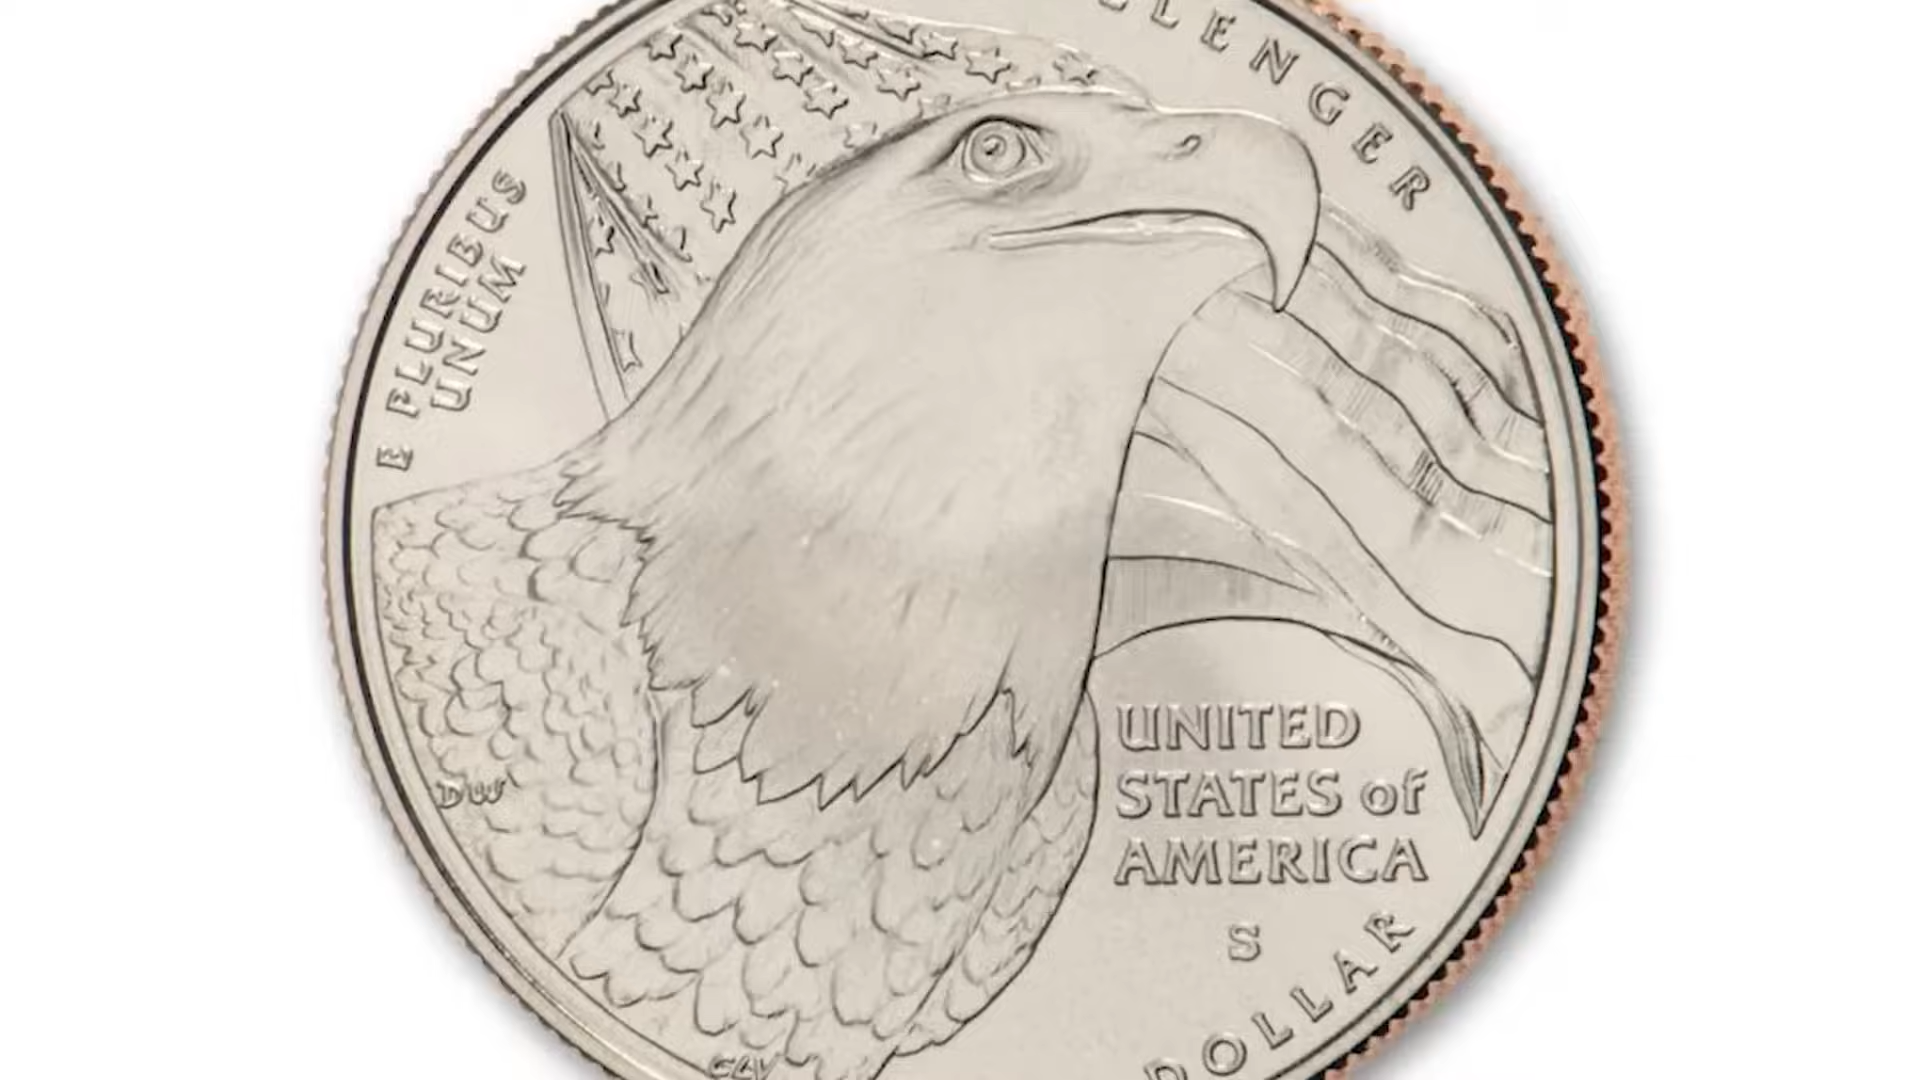 LLENGER
E PLURIBUS
UNUM
UNITED
STATES of
AMERICA
S
DOLLAR
DW